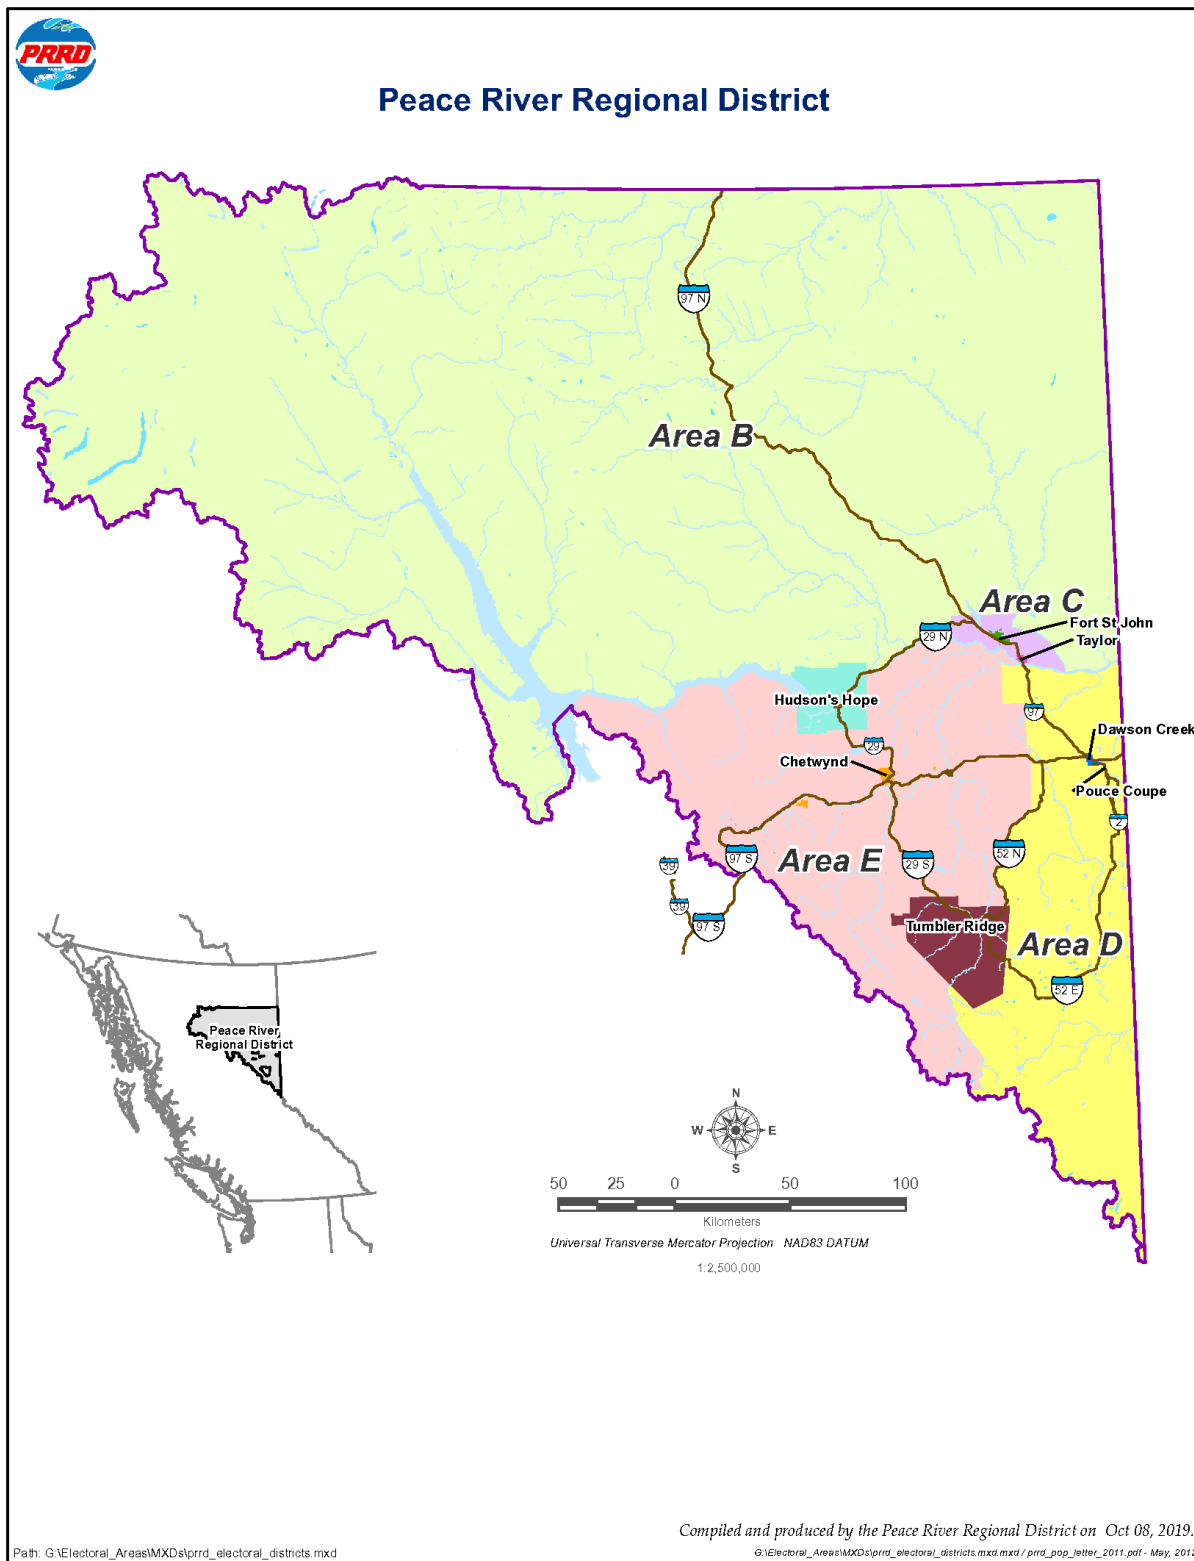 PRRD
Peace River Regional District
97 N
Area B
Area C
Fort St John
29 N
Taylor
Hudson's Hope
97
Dawson Creek
29
Chetwynd
Pouce Coupe
2
52 N
97 S
Area E
29 S
39
39
97 S
Tumbler Ridge
Area D
52 E
Peace River
Regional District
N
W
E
S
50 25 0 50 100
Kilometers
Universal Transverse Mercator Projection NAD83 DATUM
1:2,500,000
Compiled and produced by the Peace River Regional District on Oct 08, 2019.
Path: G:\Electoral_Areas\MXDs\prrd_electoral_districts.mxd
G:\Electoral_Areas\MXDs\prrd_electoral_districts.mxd.mxd / prrd_pop_letter_2011.pdf - May, 2012